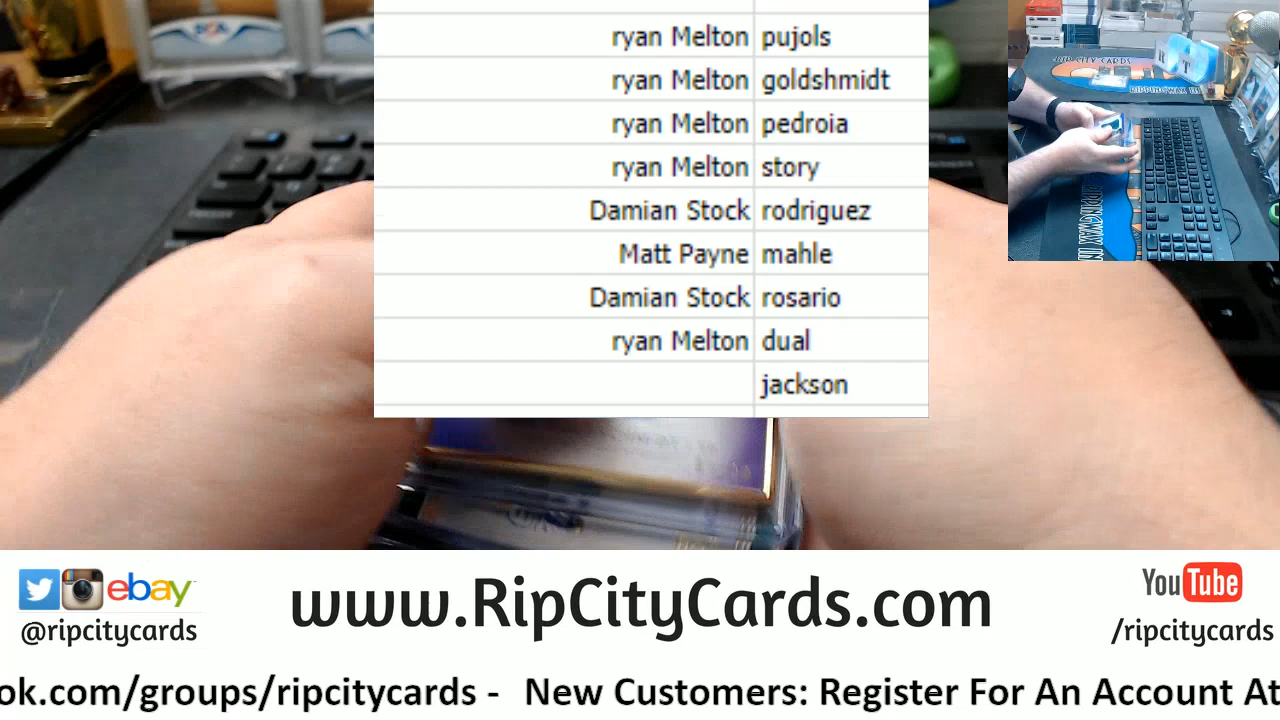 ryan Melton pujols
ryan Melton goldshmidt
ryan Melton pedroia
ryan Melton story
Damian Stock rodriguez
Matt Payne mahle
Damian Stock rosario
ryan Melton dual
jackson
ebay
@ripcitycards
www.RipCityCards.com
YouTube
/ripcitycards
ok.com/groups/ripcitycards - New Customers: Register For An Account At